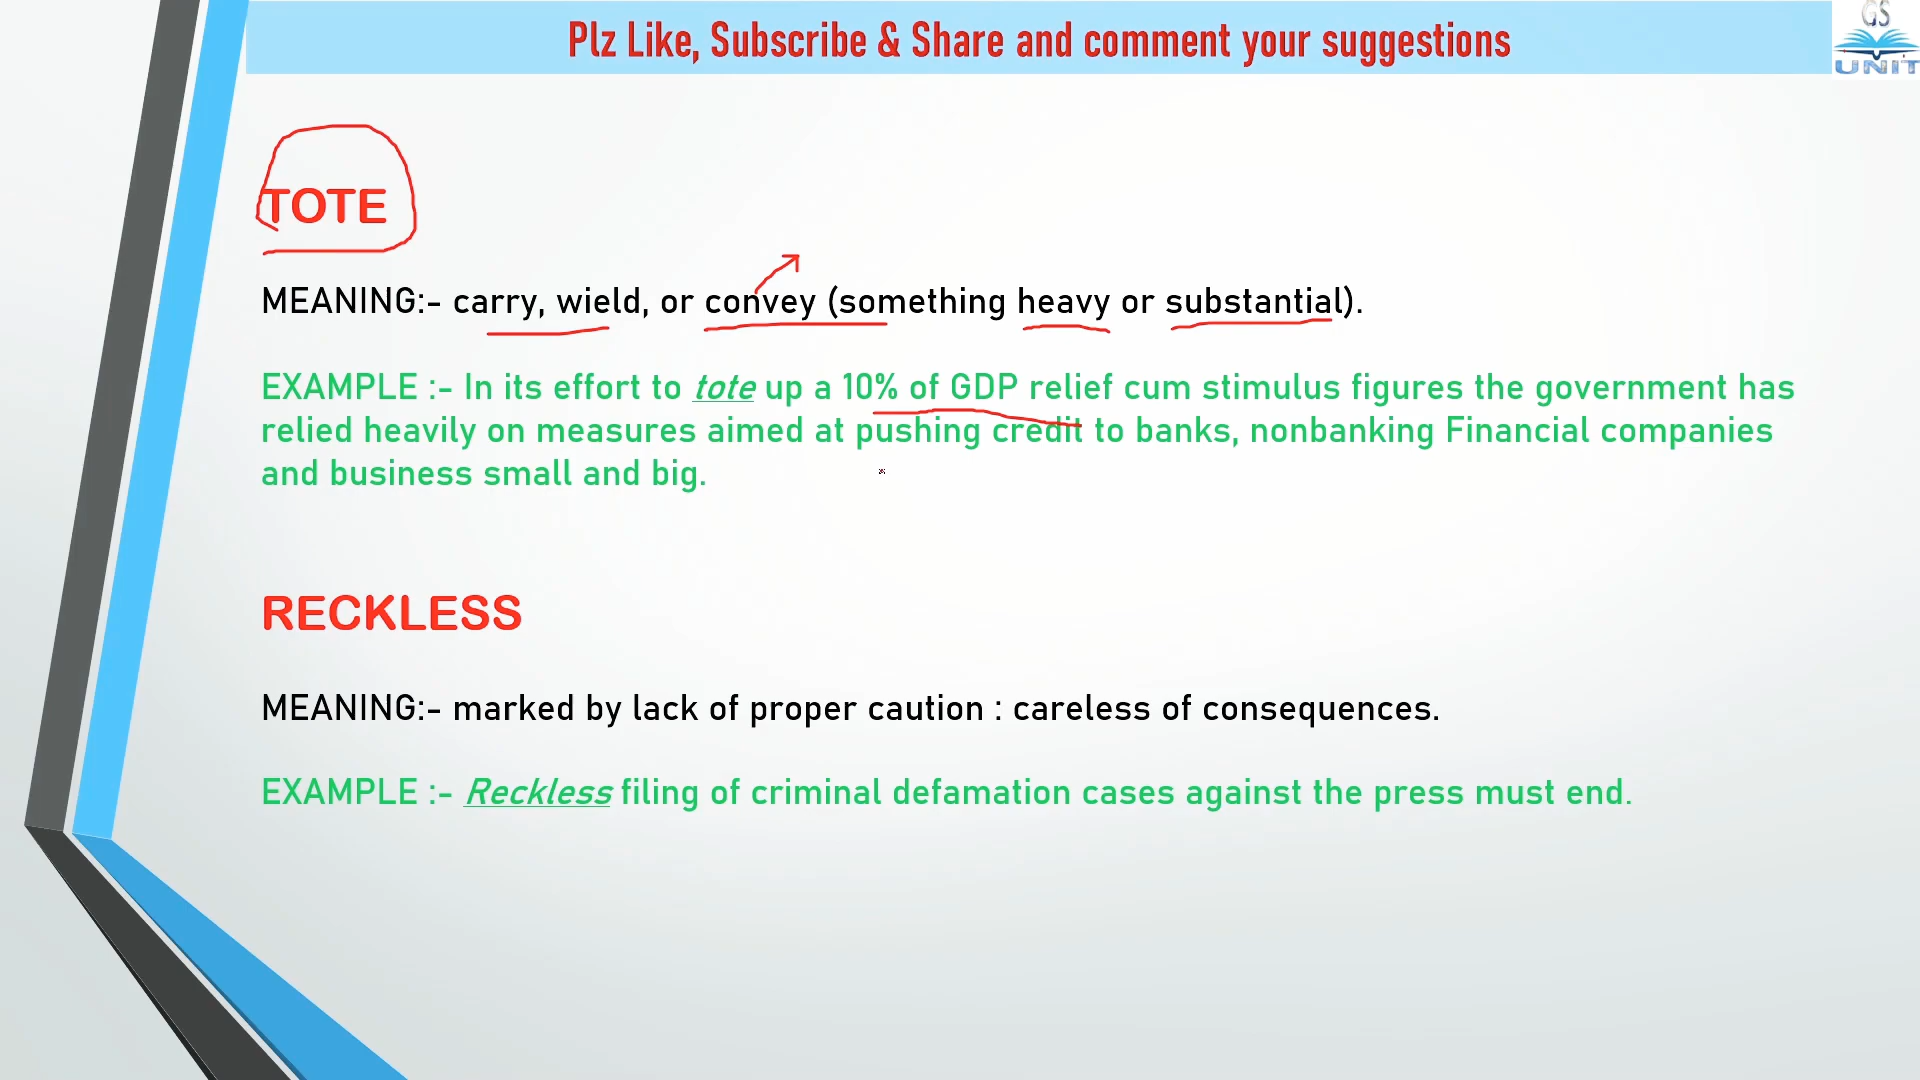 Plz Like, Subscribe & Share and comment your suggestions
GS
UNIT
TOTE
MEANING:- carry, wield, or convey (something heavy or substantial).
EXAMPLE :- In its effort to tote up a 10% of GDP relief cum stimulus figures the government has
relied heavily on measures aimed at pushing credit to banks, nonbanking Financial companies
and business small and big.
RECKLESS
MEANING:- marked by lack of proper caution : careless of consequences.
EXAMPLE :- Reckless filing of criminal defamation cases against the press must end.